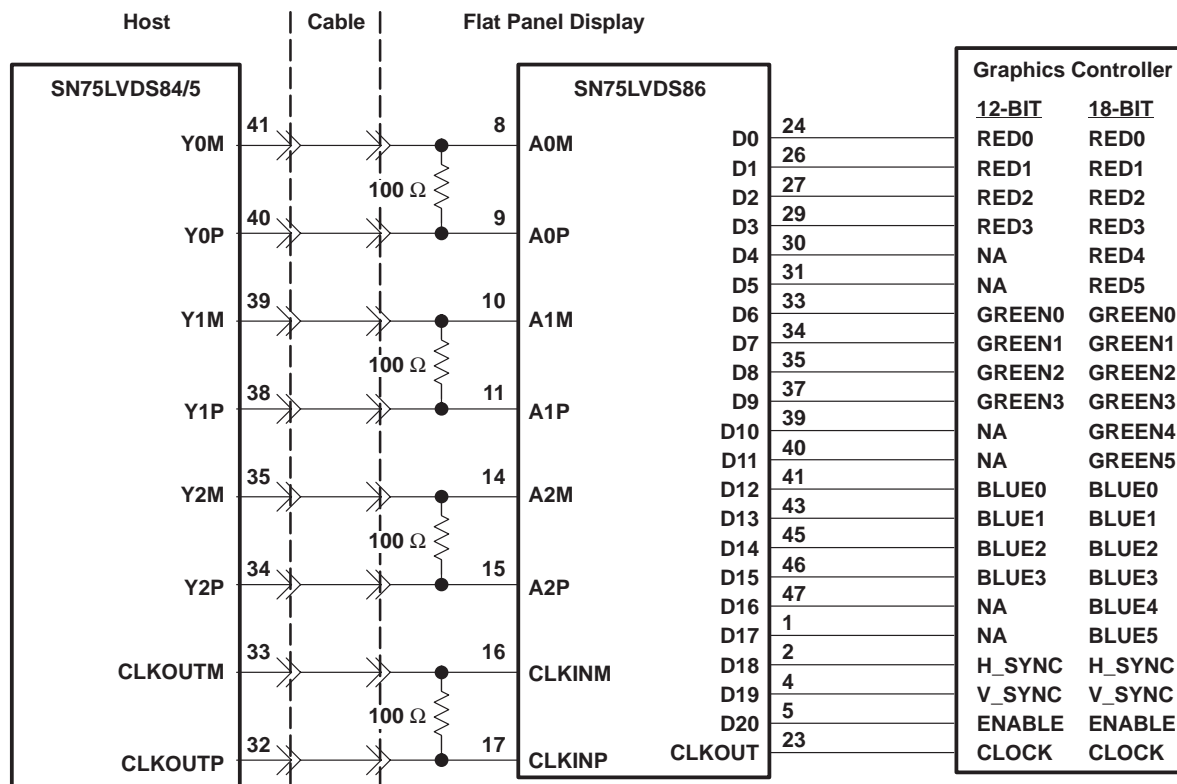 Host Cable Flat Panel Display
SN75LVDS84/5 SN75LVDS86 Graphics Controller
12-BIT 18-BIT
Y0M 41 8 A0M
100 Ω
Y0P 40 9 A0P
Y1M 39 10 A1M
100 Ω
Y1P 38 11 A1P
Y2M 35 14 A2M
100 Ω
Y2P 34 15 A2P
CLKOUTM 33 16 CLKINM
100 Ω
CLKOUTP 32 17 CLKINP
D0 24 RED0 RED0
D1 26 RED1 RED1
D2 27 RED2 RED2
D3 29 RED3 RED3
D4 30 NA RED4
D5 31 NA RED5
D6 33 GREEN0 GREEN0
D7 34 GREEN1 GREEN1
D8 35 GREEN2 GREEN2
D9 37 GREEN3 GREEN3
D10 39 NA GREEN4
D11 40 NA GREEN5
D12 41 BLUE0 BLUE0
D13 43 BLUE1 BLUE1
D14 45 BLUE2 BLUE2
D15 46 BLUE3 BLUE3
D16 47 NA BLUE4
D17 1 NA BLUE5
D18 2 H_SYNC H_SYNC
D19 4 V_SYNC V_SYNC
D20 5 ENABLE ENABLE
CLKOUT 23 CLOCK CLOCK